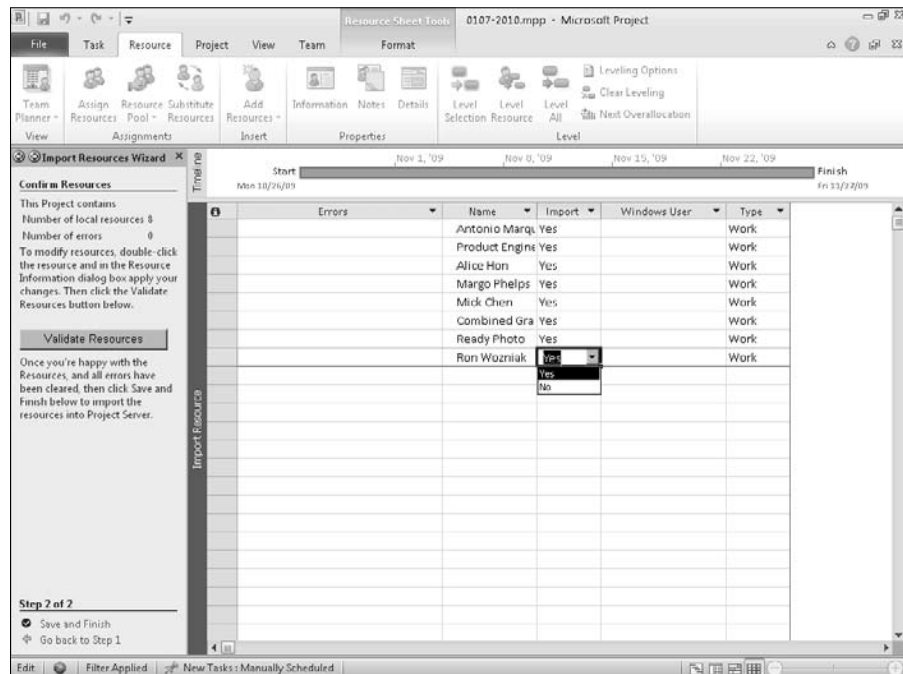 Resource Sheet Tools
0107-2010.mpp - Microsoft Project
File Task Resource Project View Team Format
Team Planner
Assign Resources
Resource Pool
Substitute Resources
Add Resources
Information Notes Details
Level Selection
Level Resource
Level All
Leveling Options
Clear Leveling
Next Overallocation
View Assignments Insert Properties Level
Import Resources Wizard
Confirm Resources
This Project contains
Number of local resources 8
Number of errors 0
To modify resources, double-click
the resource and in the Resource
Information dialog box apply your
changes. Then click the Validate
Resources button below.
Validate Resources
Once you're happy with the
Resources, and all errors have
been cleared, then click Save and
Finish below to import the
resources into Project Server.
Step 2 of 2
Save and Finish
Go back to Step 1
Timeline
Nov 1, '09 Nov 8, '09 Nov 15, '09 Nov 22, '09
Start
Mon 10/26/09
Finish
Fri 11/27/09
Import Resource
Errors Name Import Windows User Type
Antonio Marqu Yes Work
Product Engine Yes Work
Alice Hon Yes Work
Margo Phelps Yes Work
Mick Chen Yes Work
Combined Gra Yes Work
Ready Photo Yes Work
Ron Wozniak Yes Work
Yes
No
Edit Filter Applied New Tasks : Manually Scheduled